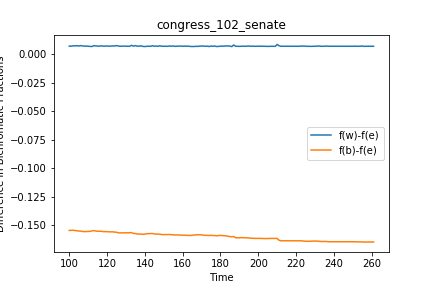 congress_102_senate
Difference in Dichromatic Fractions
0.000
−0.025
−0.050
−0.075
−0.100
−0.125
−0.150
f(w)-f(e)
f(b)-f(e)
100 120 140 160 180 200 220 240 260
Time